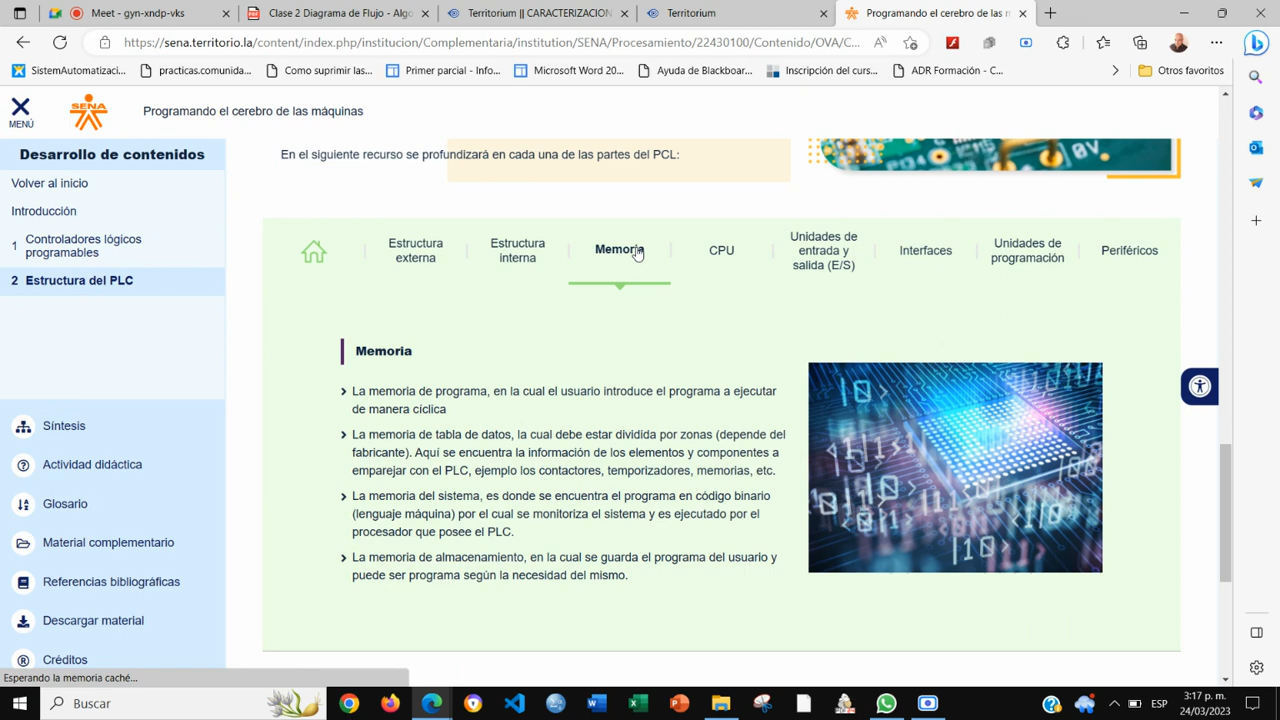 Meet - gyn-xndp-vks
Clase 2 Diagrama de Flujo - Algo
Territorium || CARACTERIZACION
Territorium
Programando el cerebro de las m
https://sena.territorio.la/content/index.php/institucion/Complementaria/institution/SENA/Procesamiento/22430100/Contenido/OVA/C...
SistemAutomatizaci...
practicas.comunida...
Como suprimir las...
Primer parcial - Info...
Microsoft Word 20...
Ayuda de Blackboar...
Inscripción del curs...
ADR Formación - C...
Otros favoritos
MENÚ
SENA
Programando el cerebro de las máquinas
Desarrollo de contenidos
Volver al inicio
Introducción
1 Controladores lógicos
programables
2 Estructura del PLC
Síntesis
Actividad didáctica
Glosario
Material complementario
Referencias bibliográficas
Descargar material
Créditos
Esperando la memoria caché...
En el siguiente recurso se profundizará en cada una de las partes del PCL:
0V
Estructura
externa
Estructura
interna
Memoria
CPU
Unidades de
entrada y
salida (E/S)
Interfaces
Unidades de
programación
Periféricos
Memoria
La memoria de programa, en la cual el usuario introduce el programa a ejecutar
de manera cíclica
La memoria de tabla de datos, la cual debe estar dividida por zonas (depende del
fabricante). Aquí se encuentra la información de los elementos y componentes a
emparejar con el PLC, ejemplo los contactores, temporizadores, memorias, etc.
La memoria del sistema, es donde se encuentra el programa en código binario
(lenguaje máquina) por el cual se monitoriza el sistema y es ejecutado por el
procesador que posee el PLC.
La memoria de almacenamiento, en la cual se guarda el programa del usuario y
puede ser programa según la necesidad del mismo.
Buscar
ESP
3:17 p. m.
24/03/2023